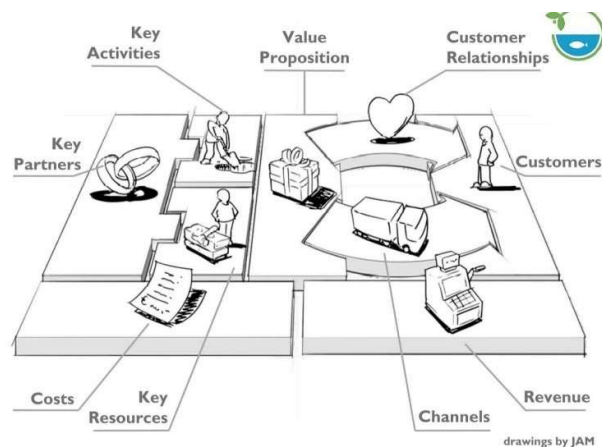 Key
Activities
Value
Proposition
Customer
Relationships
Key
Partners
Customers
Costs
Key
Resources
Channels
Revenue
drawings by JAM